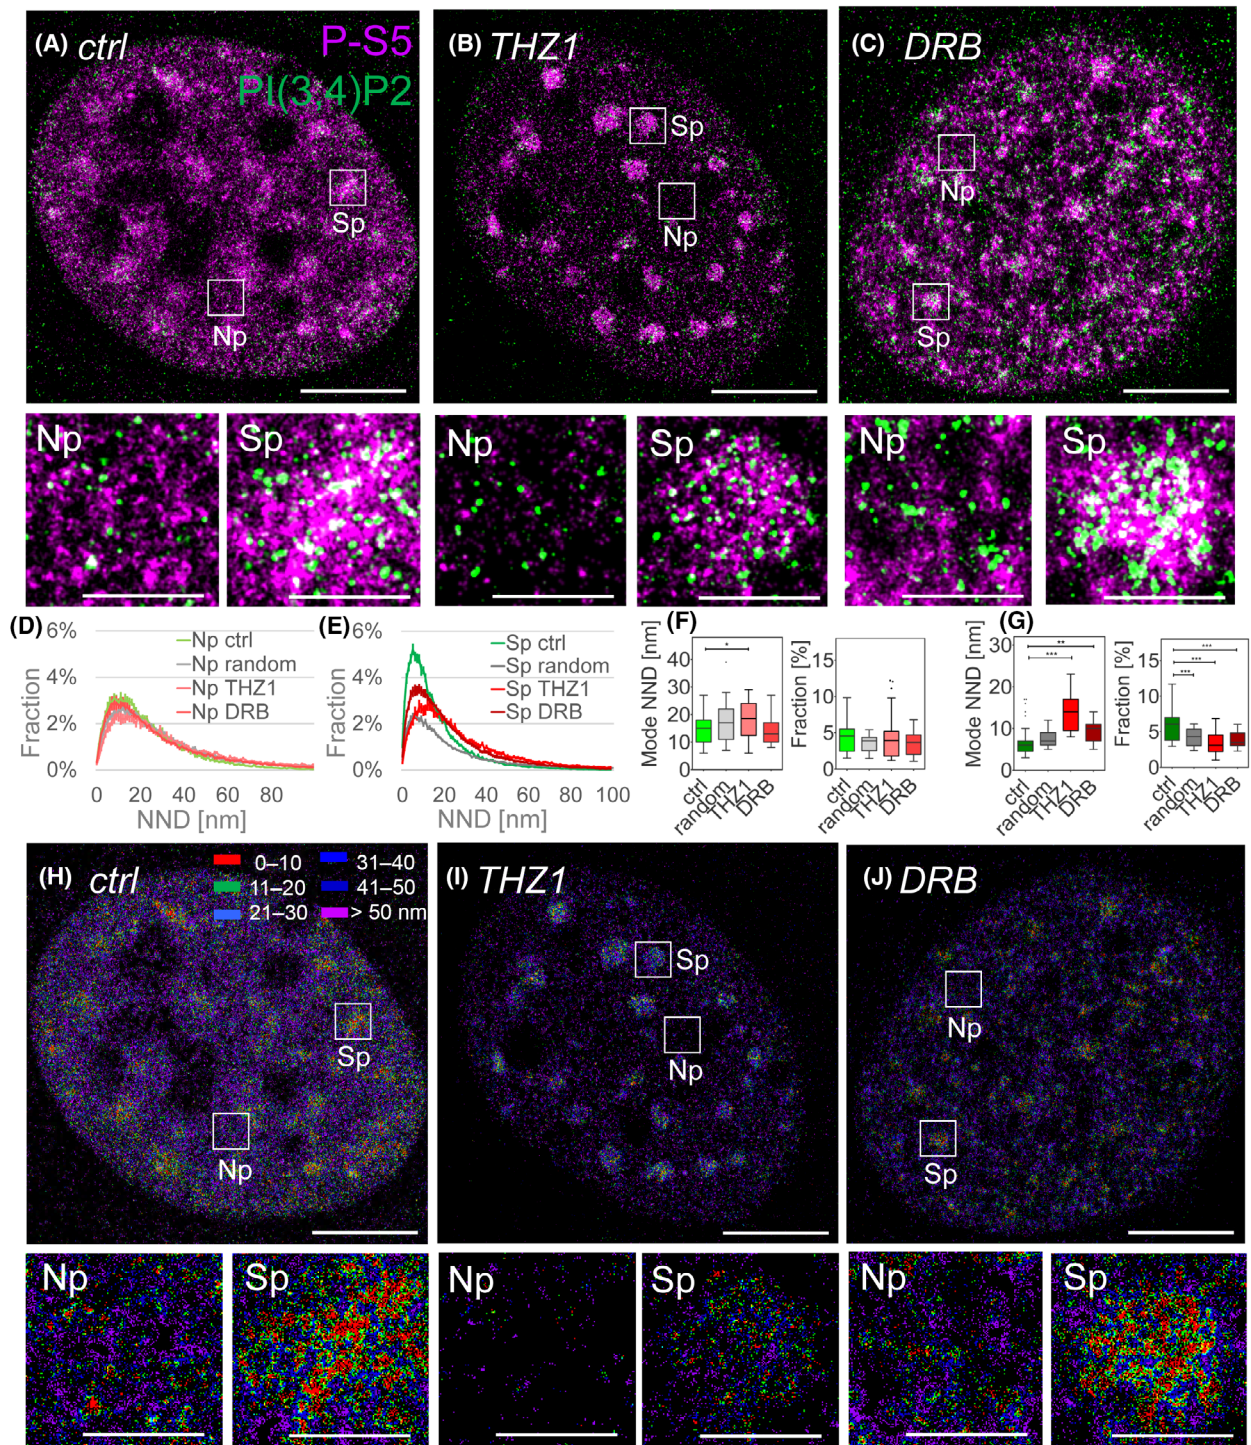 (A) ctrl P-S5
PI(3,4)P2
Sp
Np
(B) THZ1
Sp
Np
(C) DRB
Np
Sp
Np Sp Np Sp Np Sp
(D) 6%
4%
2%
0%
Fraction
Np ctrl
Np random
Np THZ1
Np DRB
0 20 40 60 80
NND [nm]
(E) 6%
4%
2%
0%
Fraction
Sp ctrl
Sp random
Sp THZ1
Sp DRB
0 20 40 60 80 100
NND [nm]
(F)
Mode NND [nm]
40
30
20
10
0
*
ctrl
random
THZ1
DRB
Fraction [%]
15
10
5
0
ctrl
random
THZ1
DRB
(G)
Mode NND [nm]
30
20
10
0
**
***
ctrl
random
THZ1
DRB
Fraction [%]
15
10
5
0
***
***
***
ctrl
random
THZ1
DRB
(H) ctrl
0–10 31–40
11–20 41–50
21–30 > 50 nm
Sp
Np
(I) THZ1
Sp
Np
(J) DRB
Np
Sp
Np Sp Np Sp Np Sp